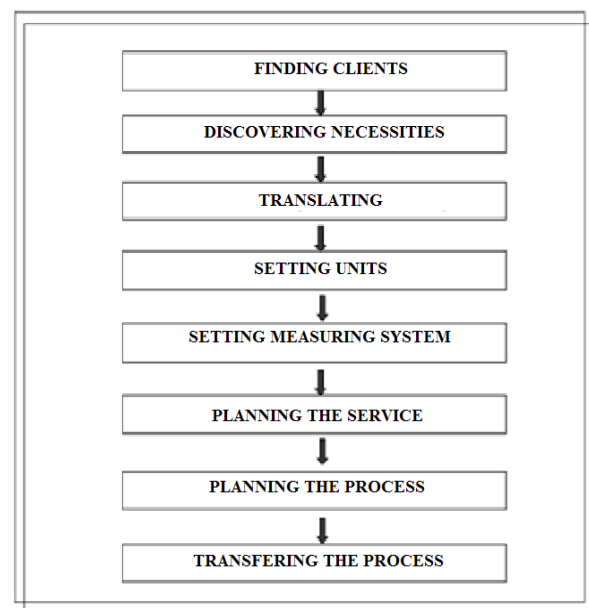 FINDING CLIENTS
DISCOVERING NECESSITIES
TRANSLATING
SETTING UNITS
SETTING MEASURING SYSTEM
PLANNING THE SERVICE
PLANNING THE PROCESS
TRANSFERING THE PROCESS